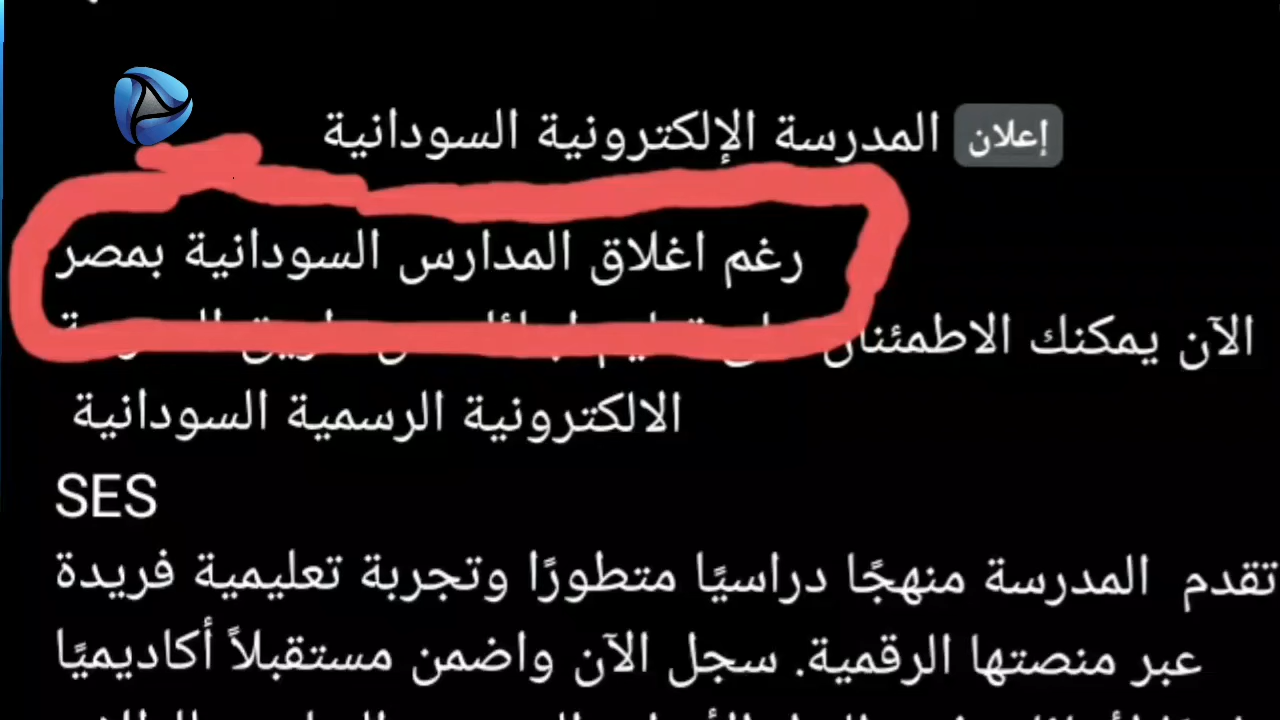 إعلان المدرسة الإلكترونية السودانية
رغم اغلاق المدارس السودانية بمصر
الآن يمكنك الاطمئنان
الالكترونية الرسمية السودانية
SES
تقدم المدرسة منهجًا دراسيًا متطورًا وتجربة تعليمية فريدة
عبر منصتها الرقمية. سجل الآن واضمن مستقبلاً أكاديميًا